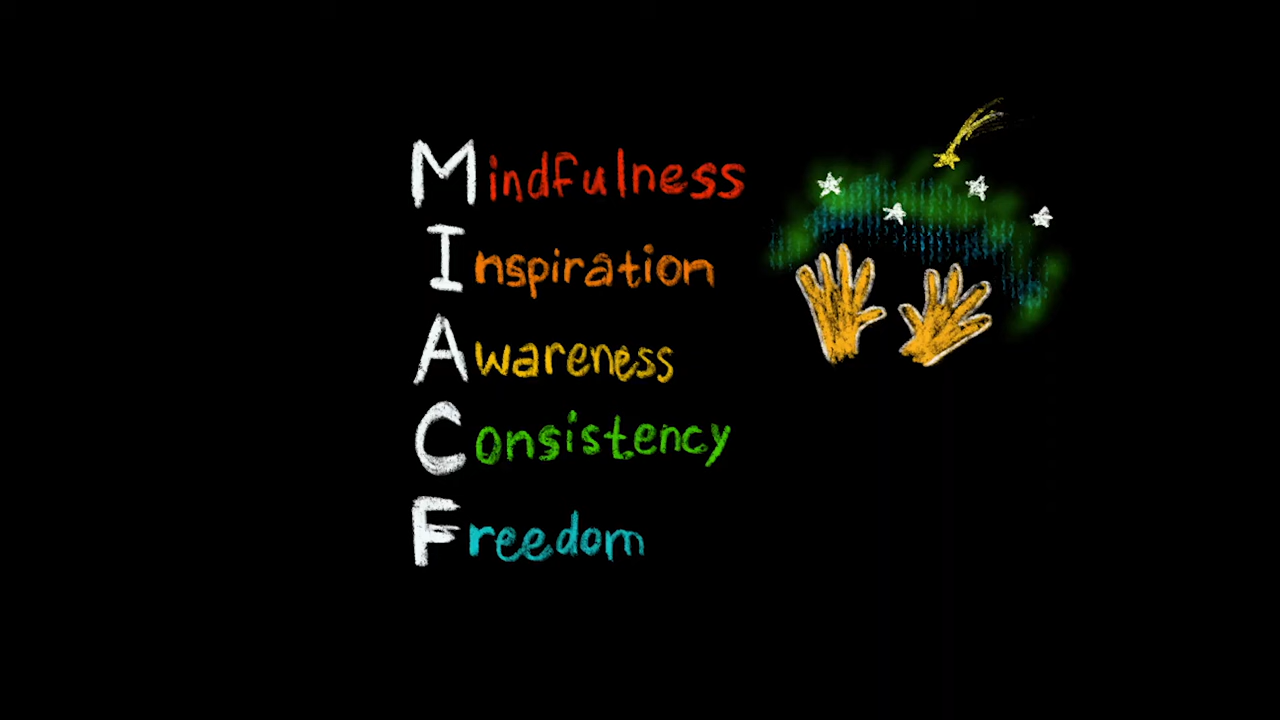 Mindfulness
Inspiration
Awareness
Consistency
Freedom